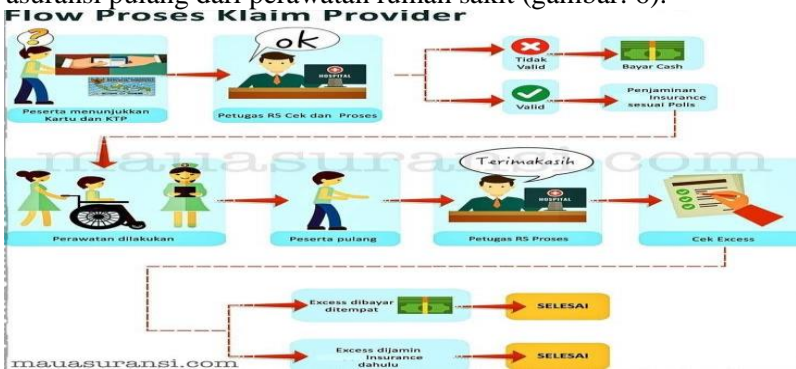 asuransi pulang dari perawatan rumah sakit (gambar. 6).
Flow Proses Klaim Provider
?
ok
HOSPITAL
Tidak
Valid
Bayar Cash
Valid
Penjaminan
Insurance
sesuai Polis
Peserta menunjukkan
Kartu dan KTP
Petugas RS Cek dan Proses
mauasuransi.com
Terimakasih
HOSPITAL
Perawatan dilakukan
Peserta pulang
Petugas RS Proses
Cek Excess
Excess dibayar
ditempat
SELESAI
Excess dijamin
Insurance
dahulu
SELESAI
mauasuransi.com